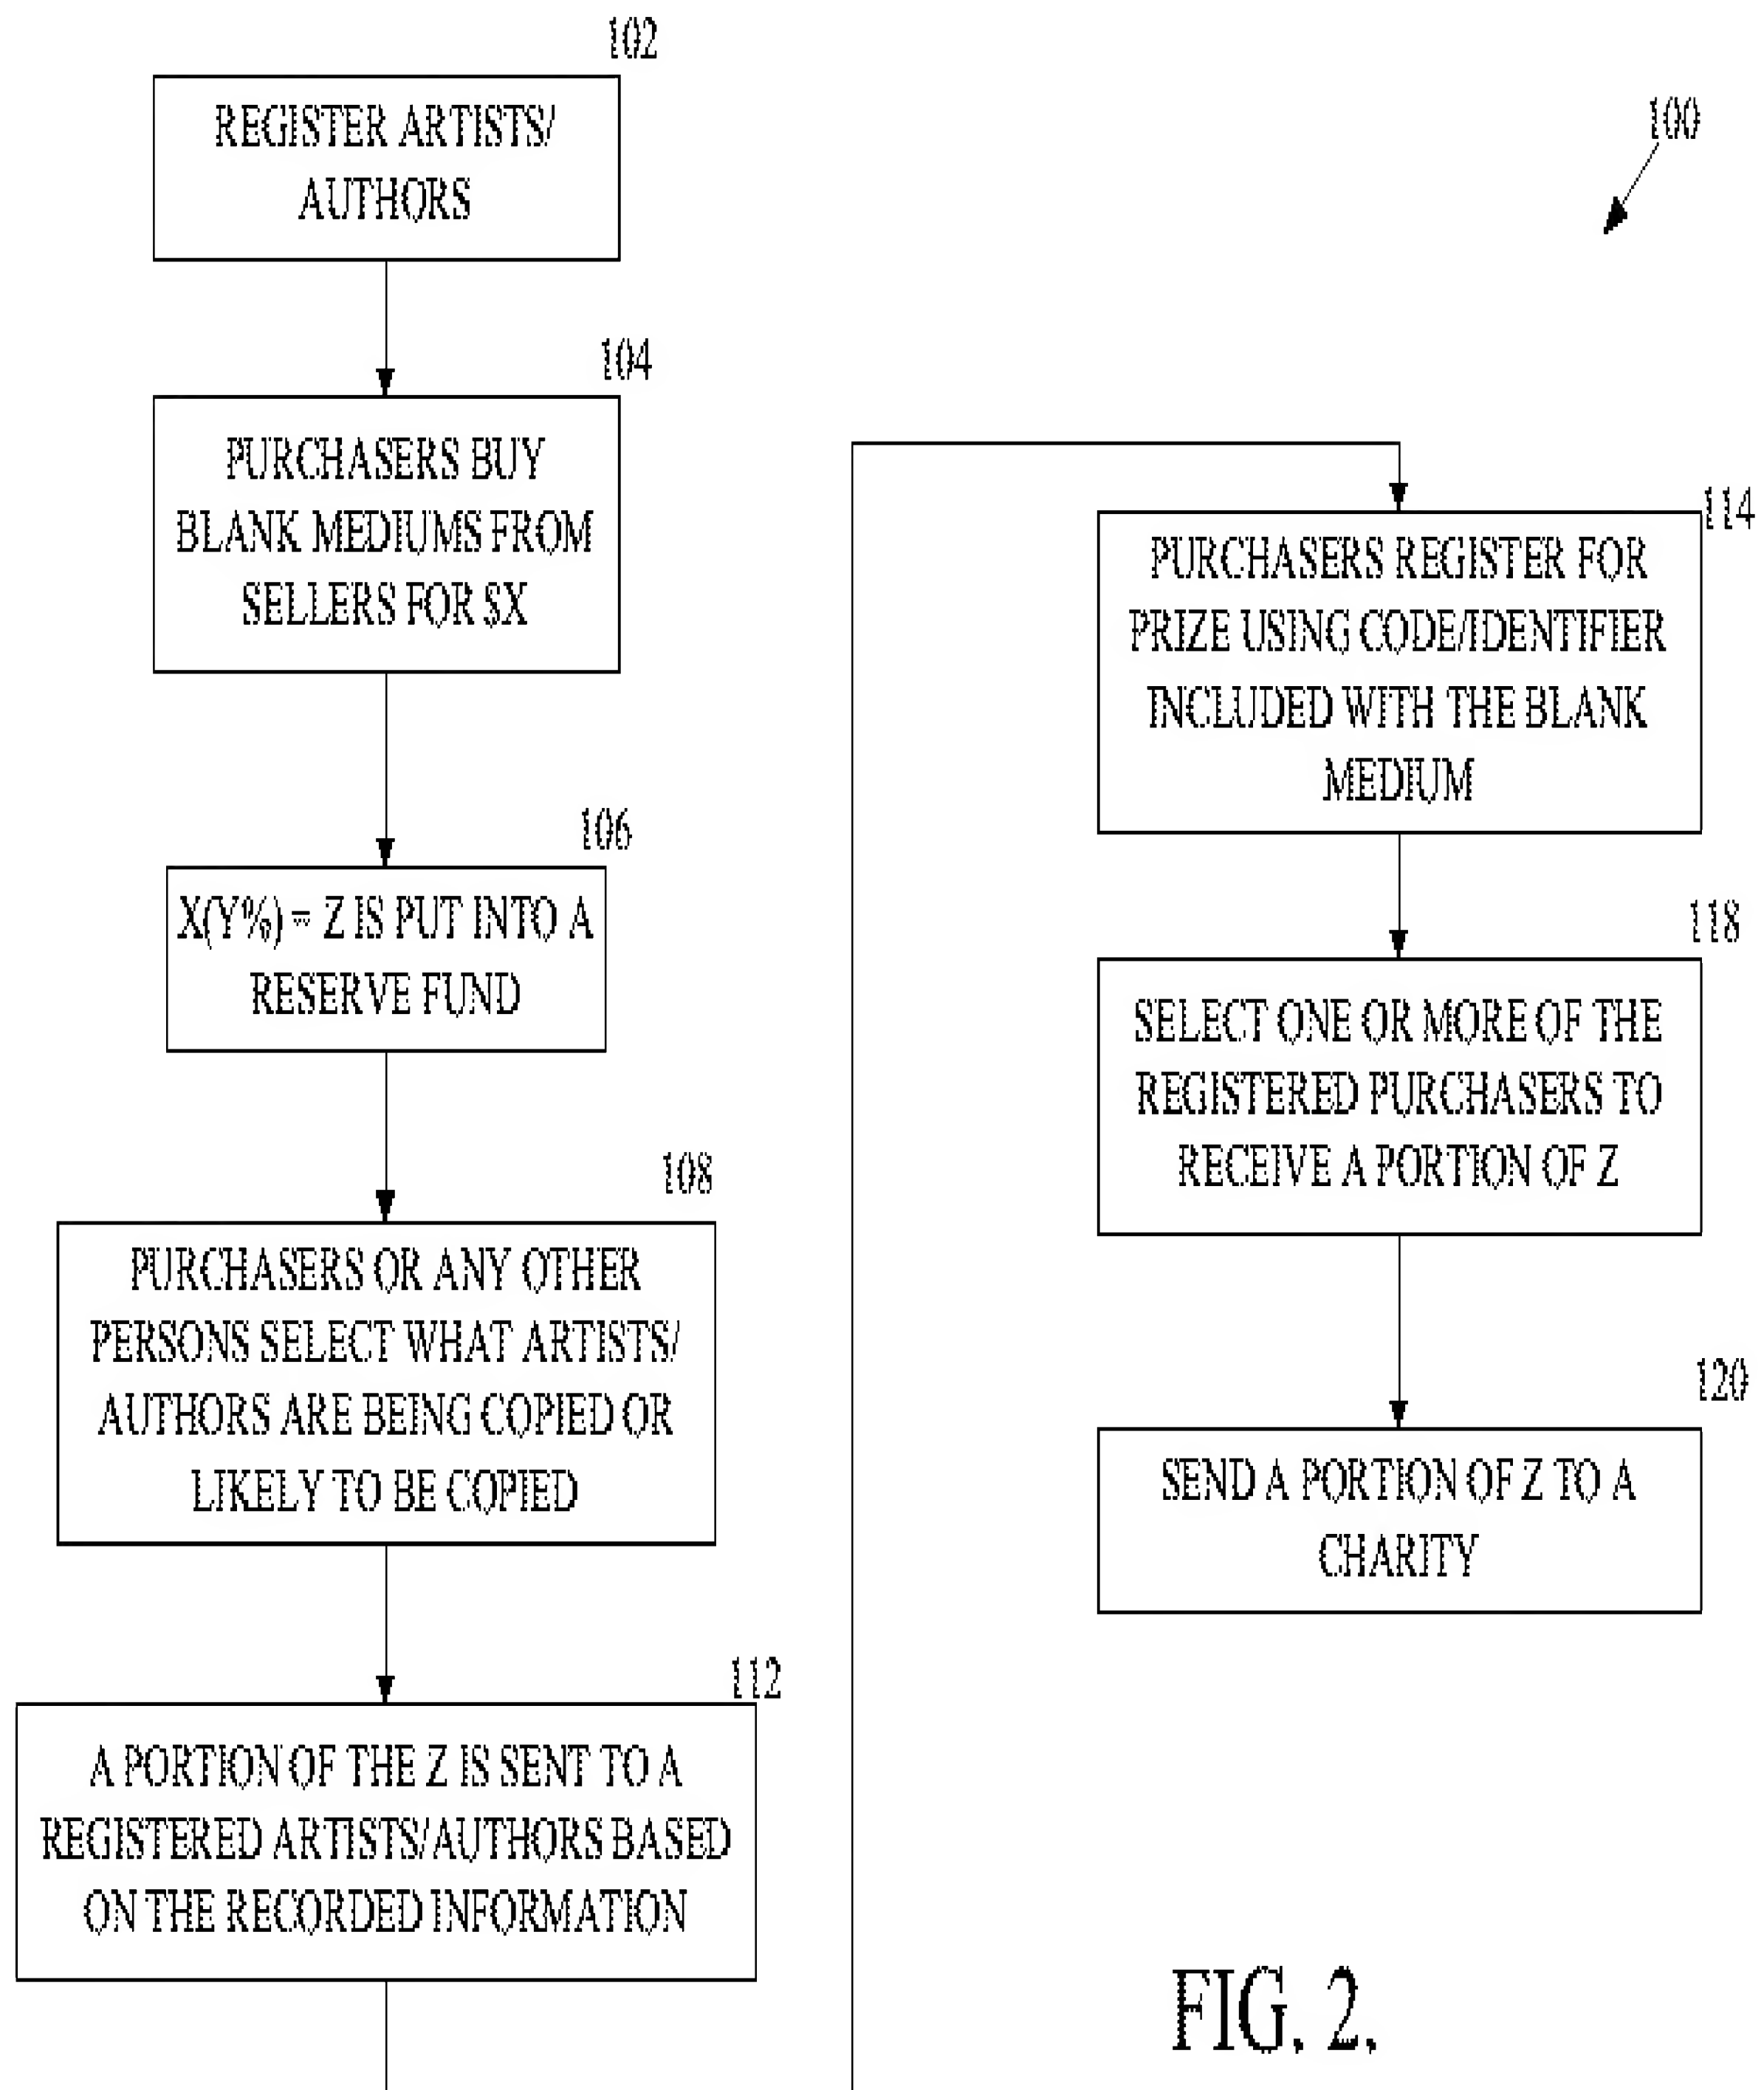 102
REGISTER ARTISTS/
AUTHORS
104
PURCHASERS BUY
BLANK MEDIUMS FROM
SELLERS FOR $X
106
X(Y%) = Z IS PUT INTO A
RESERVE FUND
108
PURCHASERS OR ANY OTHER
PERSONS SELECT WHAT ARTISTS/
AUTHORS ARE BEING COPIED OR
LIKELY TO BE COPIED
112
A PORTION OF THE Z IS SENT TO A
REGISTERED ARTISTS/AUTHORS BASED
ON THE RECORDED INFORMATION
100
114
PURCHASERS REGISTER FOR
PRIZE USING CODE/IDENTIFIER
INCLUDED WITH THE BLANK
MEDIUM
118
SELECT ONE OR MORE OF THE
REGISTERED PURCHASERS TO
RECEIVE A PORTION OF Z
120
SEND A PORTION OF Z TO A
CHARITY
FIG. 2.